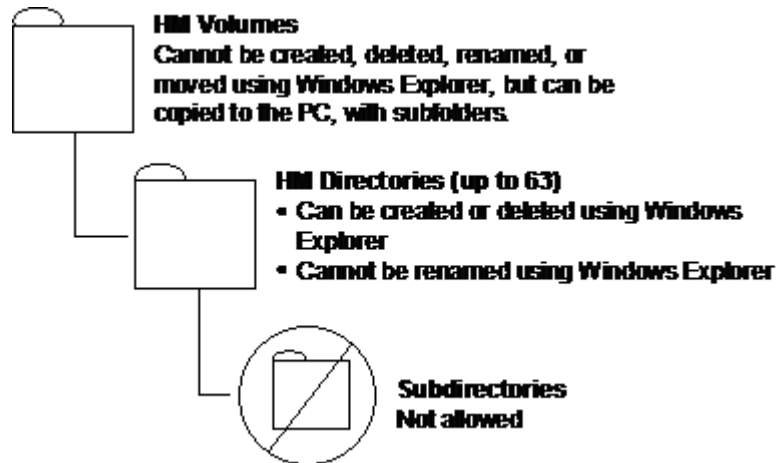 HM Volumes
Cannot be created, deleted, renamed, or
moved using Windows Explorer, but can be
copied to the PC, with subfolders.
HM Directories (up to 63)
• Can be created or deleted using Windows
Explorer
• Cannot be renamed using Windows Explorer
Subdirectories
Not allowed